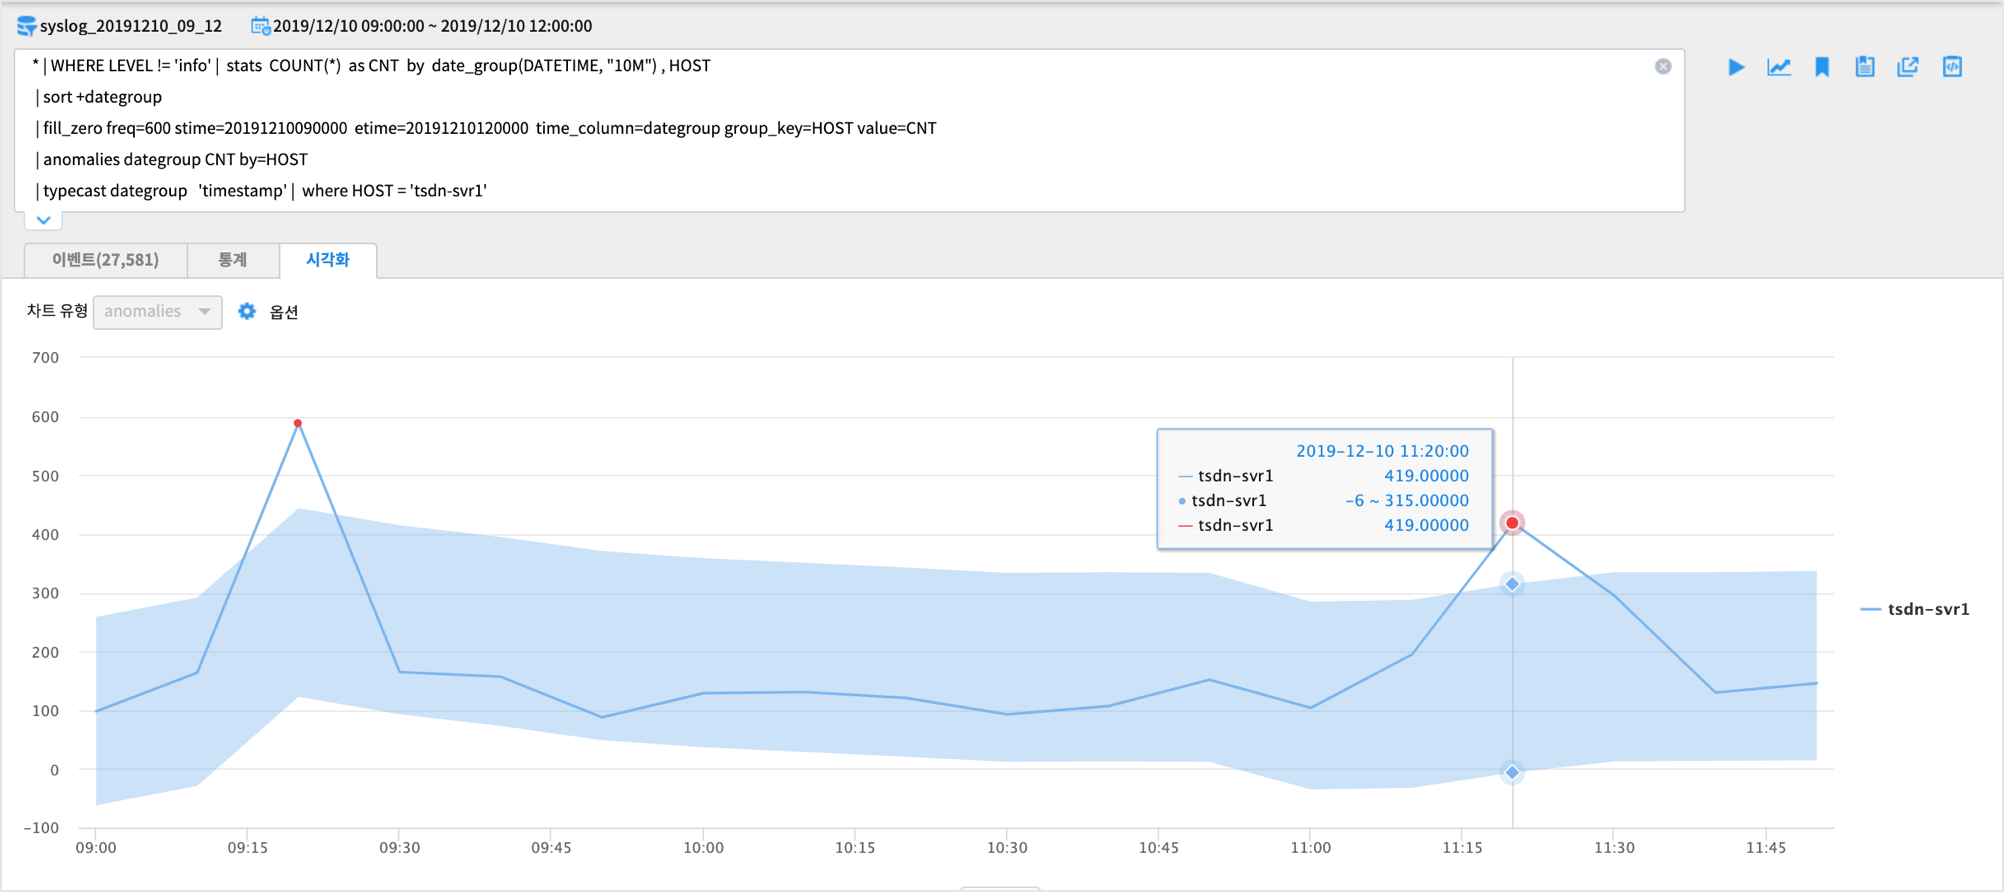 syslog_20191210_09_12 2019/12/10 09:00:00 ~ 2019/12/10 12:00:00
* | WHERE LEVEL != 'info' | stats COUNT(*) as CNT by date_group(DATETIME, "10M") , HOST
| sort +dategroup
| fill_zero freq=600 stime=20191210090000 etime=20191210120000 time_column=dategroup group_key=HOST value=CNT
| anomalies dategroup CNT by=HOST
| typecast dategroup 'timestamp' | where HOST = 'tsdn-svr1'
이벤트(27,581) 통계 시각화
차트 유형 anomalies 옵션
700
600
500
400
300
200
100
0
-100
2019-12-10 11:20:00
tsdn-svr1 419.00000
tsdn-svr1 -6 ~ 315.00000
tsdn-svr1 419.00000
tsdn-svr1
09:00 09:15 09:30 09:45 10:00 10:15 10:30 10:45 11:00 11:15 11:30 11:45